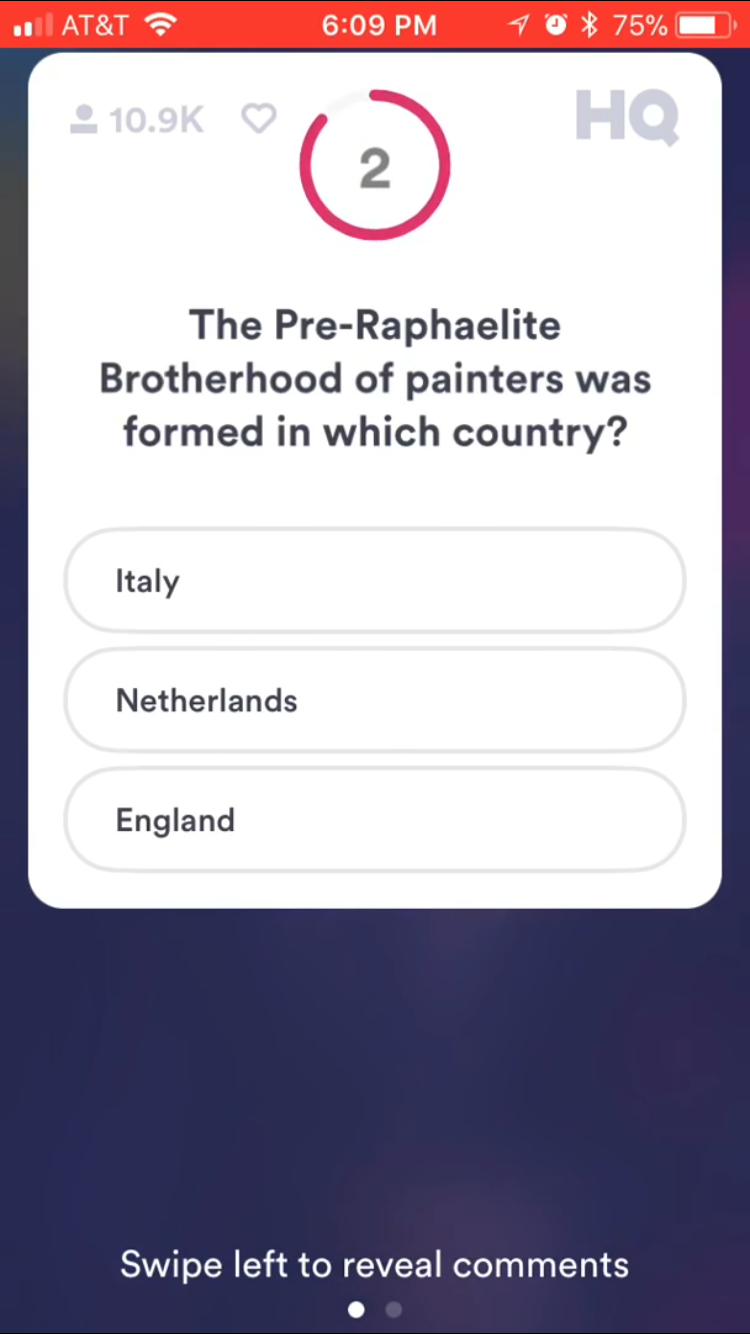 AT&T 6:09 PM 75%
10.9K 2 HQ
The Pre-Raphaelite
Brotherhood of painters was
formed in which country?
Italy
Netherlands
England
Swipe left to reveal comments